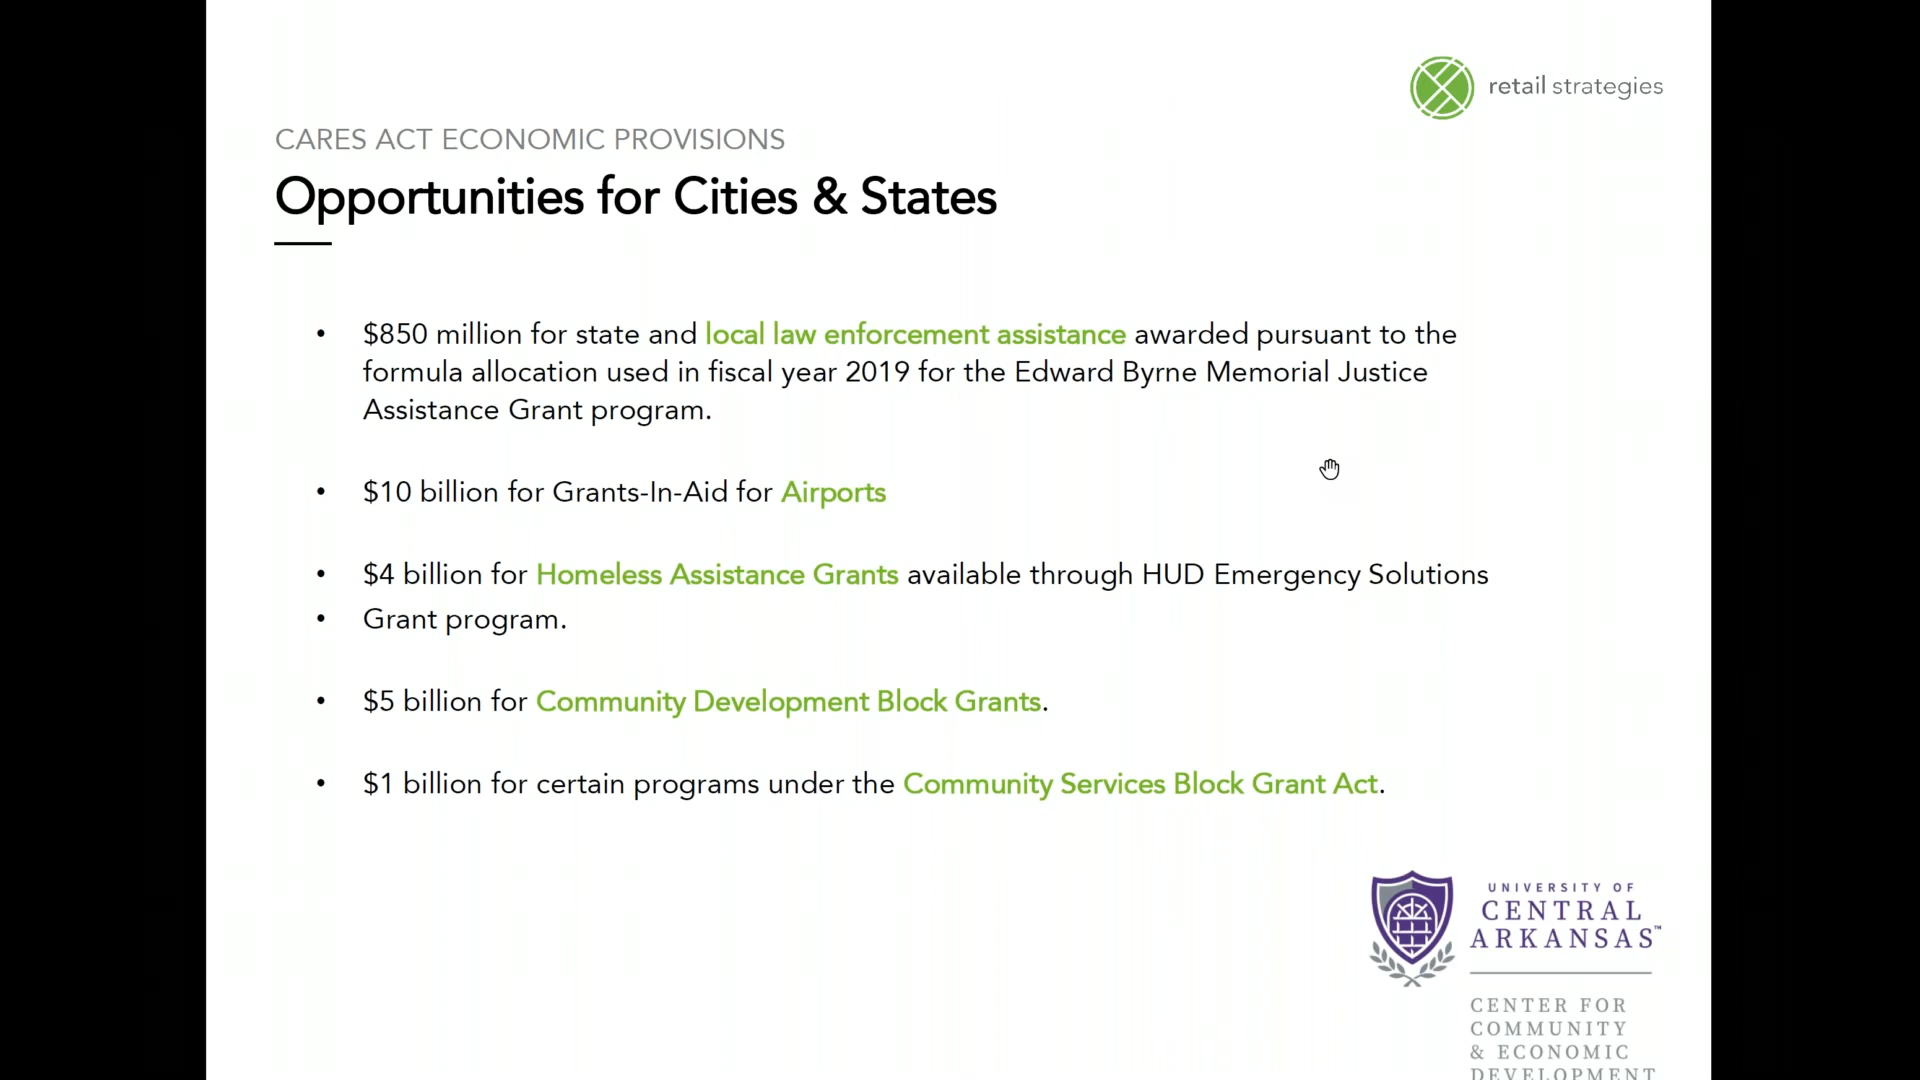 retail strategies
CARES ACT ECONOMIC PROVISIONS
Opportunities for Cities & States
• $850 million for state and local law enforcement assistance awarded pursuant to the
formula allocation used in fiscal year 2019 for the Edward Byrne Memorial Justice
Assistance Grant program.
• $10 billion for Grants-In-Aid for Airports
• $4 billion for Homeless Assistance Grants available through HUD Emergency Solutions
• Grant program.
• $5 billion for Community Development Block Grants.
• $1 billion for certain programs under the Community Services Block Grant Act.
UNIVERSITY OF
CENTRAL
ARKANSAS™
CENTER FOR
COMMUNITY
& ECONOMIC
DEVELOPMENT